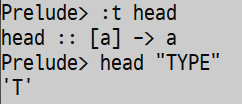 Prelude> :t head
head :: [a] -> a
Prelude> head "TYPE"
'T'